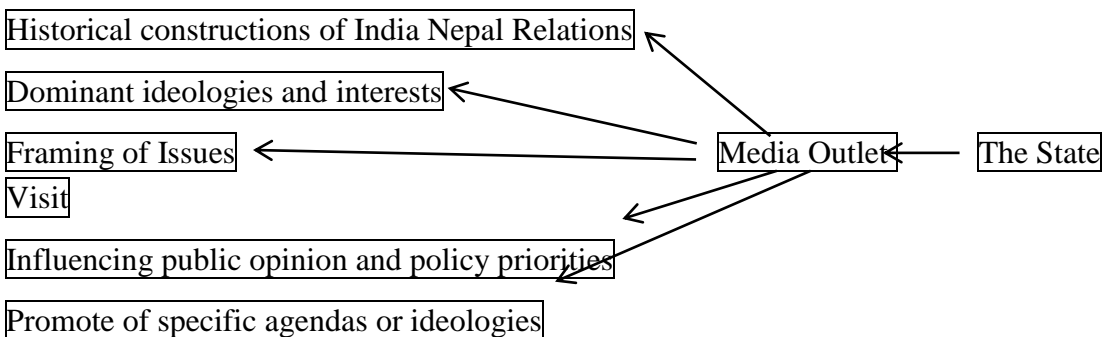 Historical constructions of India Nepal Relations
Dominant ideologies and interests
Framing of Issues Media Outlet The State
Visit
Influencing public opinion and policy priorities
Promote of specific agendas or ideologies